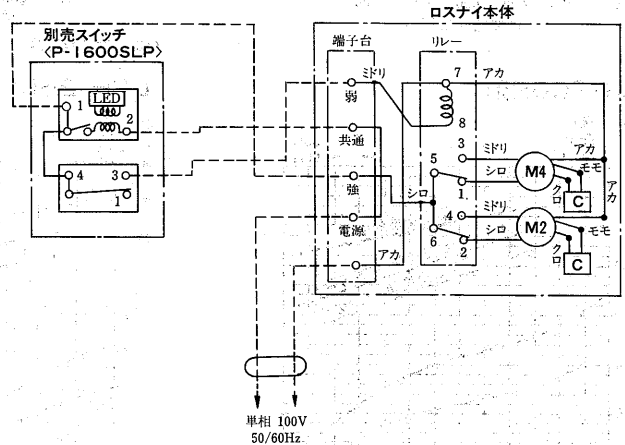 ロスナイ本体
別売スイッチ
〈P-1600SLP〉
端子台
リレー
LED
1
2
4
3
1
弱
ミドリ
共通
強
電源
アカ
シロ
7
アカ
8
3
ミドリ
5
シロ
1
4
ミドリ
6
シロ
2
M4
アカ
モモ
クロ
C
アカ
M2
モモ
クロ
C
単相 100V
50/60Hz